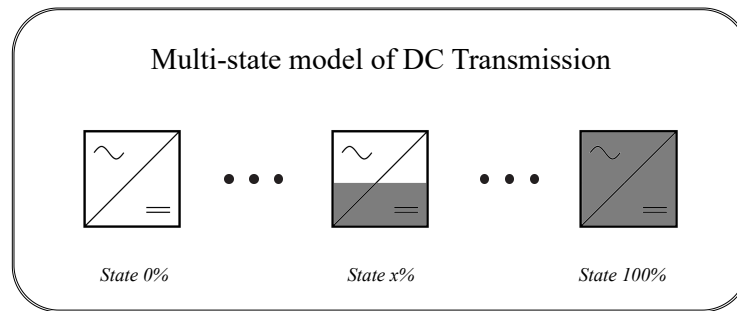 Multi-state model of DC Transmission
State 0%
State x%
State 100%